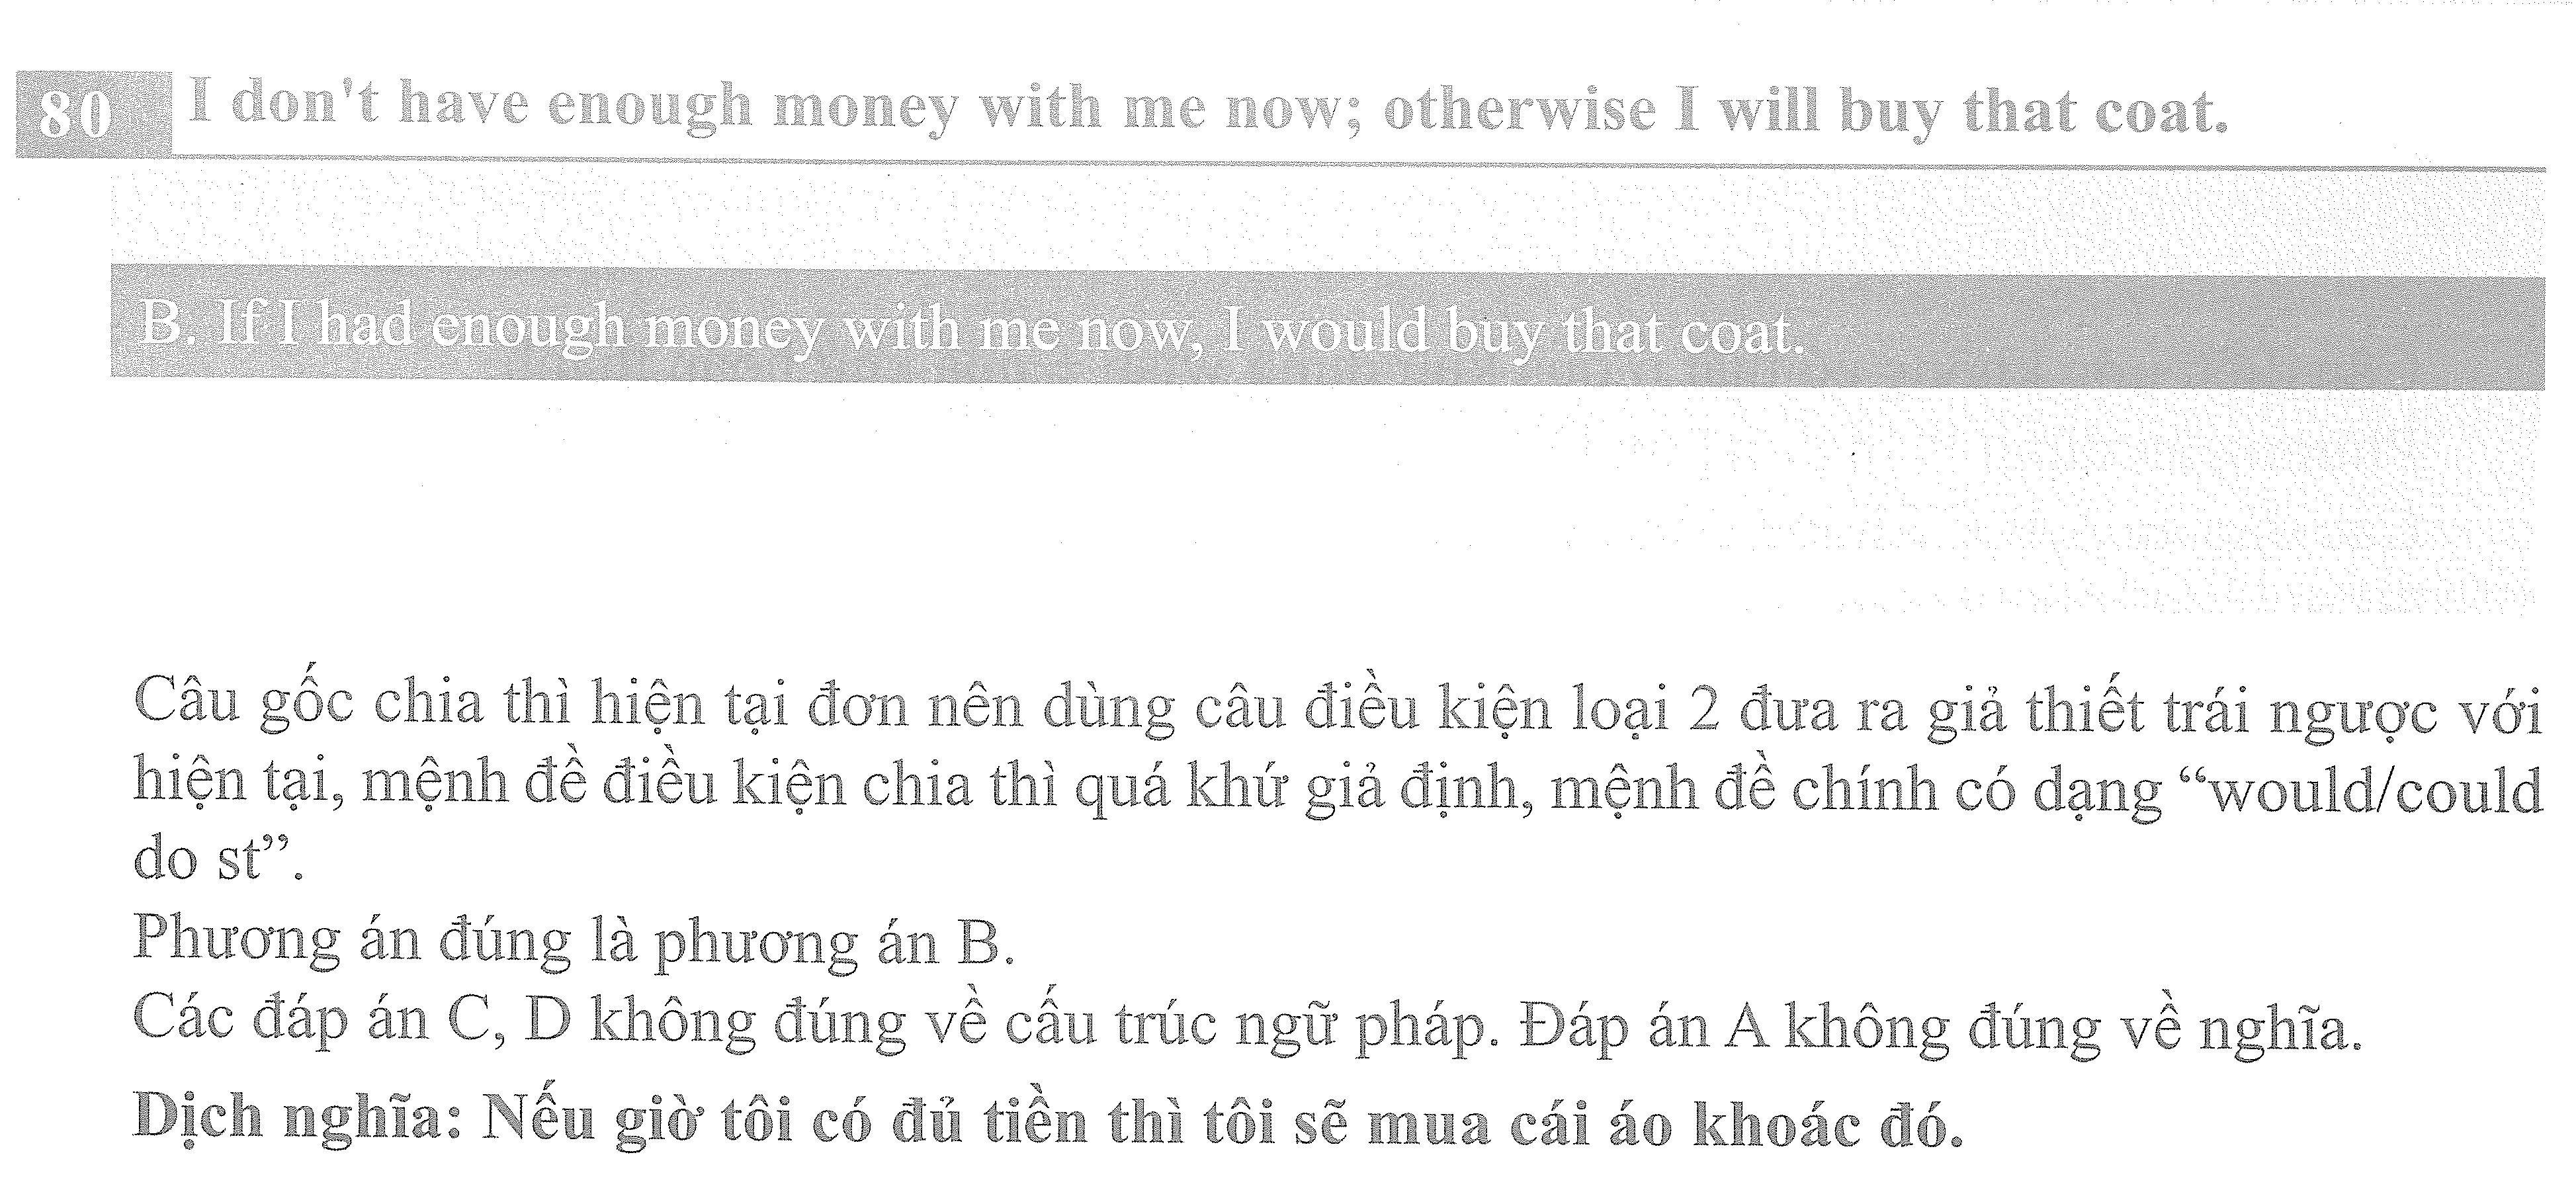 80 I don't have enough money with me now; otherwise I will buy that coat.
B. If I had enough money with me now, I would buy that coat.
Câu gốc chia thì hiện tại đơn nên dùng câu điều kiện loại 2 đưa ra giả thiết trái ngược với
hiện tại, mệnh đề điều kiện chia thì quá khứ giả định, mệnh đề chính có dạng “would/could
do st”.
Phương án đúng là phương án B.
Các đáp án C, D không đúng về cấu trúc ngữ pháp. Đáp án A không đúng về nghĩa.
Dịch nghĩa: Nếu giờ tôi có đủ tiền thì tôi sẽ mua cái áo khoác đó.